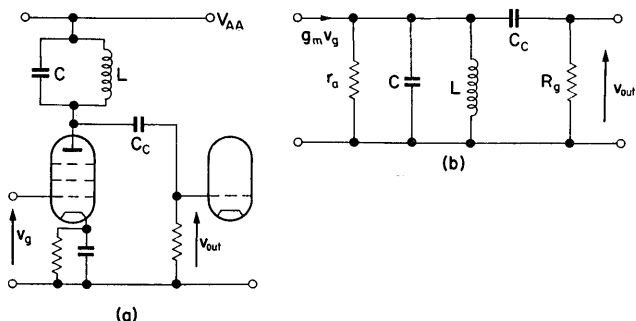 V_AA
C
L
C_C
v_g
v_out
(a)
g_m v_g
r_a
C
L
C_C
R_g
v_out
(b)